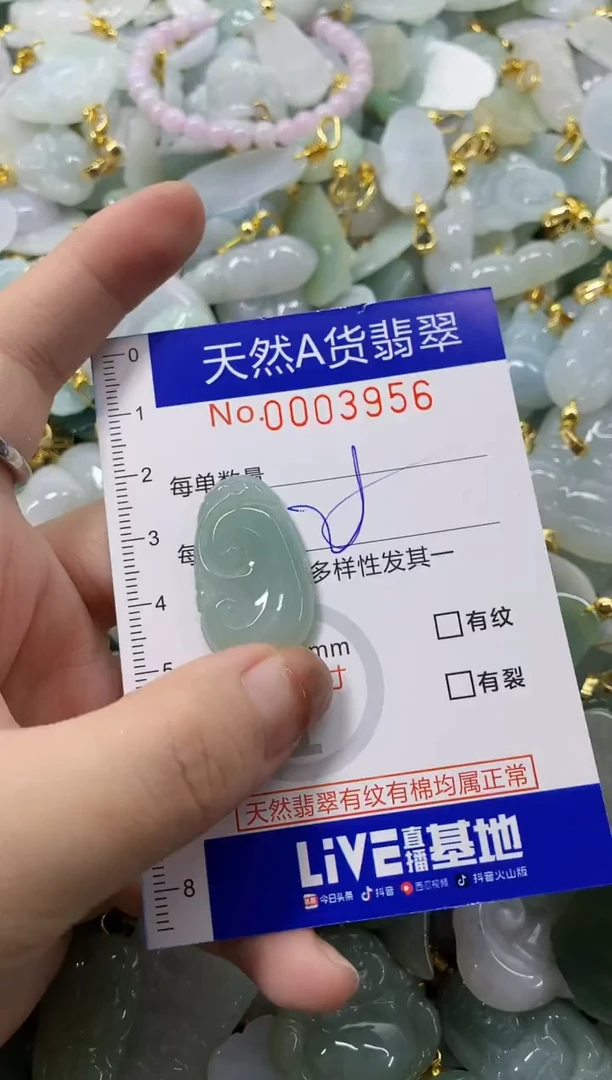 天然A货翡翠
No.0003956
0
1
2
3
4
5
8
每单数量
每
多样性发其一
mm
寸
□有纹
□有裂
天然翡翠有纹有棉均属正常
LiVE直播基地
今日头条 抖音 西瓜视频 抖音火山版